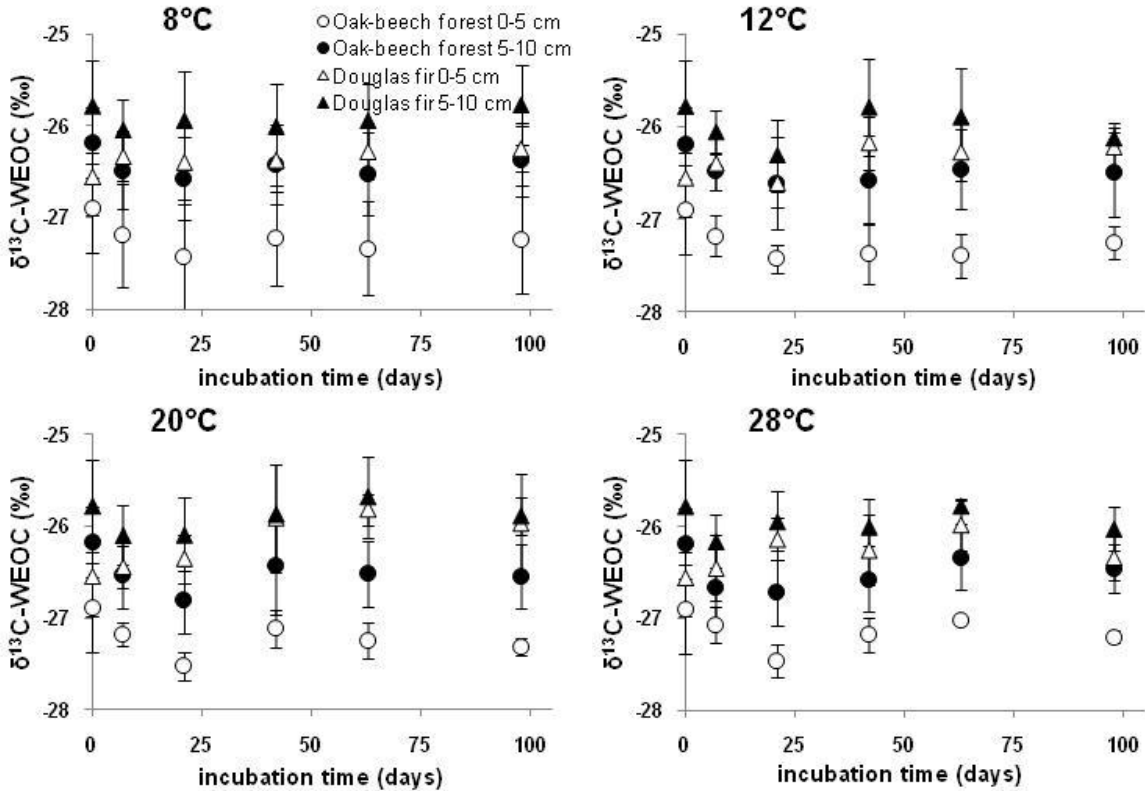 8°C
Oak-beech forest 0-5 cm
Oak-beech forest 5-10 cm
Douglas fir 0-5 cm
Douglas fir 5-10 cm
-25
-26
-27
-28
δ¹³C-WEOC (‰)
0 25 50 75 100
incubation time (days)
12°C
-25
-26
-27
-28
δ¹³C-WEOC (‰)
0 25 50 75 100
incubation time (days)
20°C
-25
-26
-27
-28
δ¹³C-WEOC (‰)
0 25 50 75 100
incubation time (days)
28°C
-25
-26
-27
-28
δ¹³C-WEOC (‰)
0 25 50 75 100
incubation time (days)